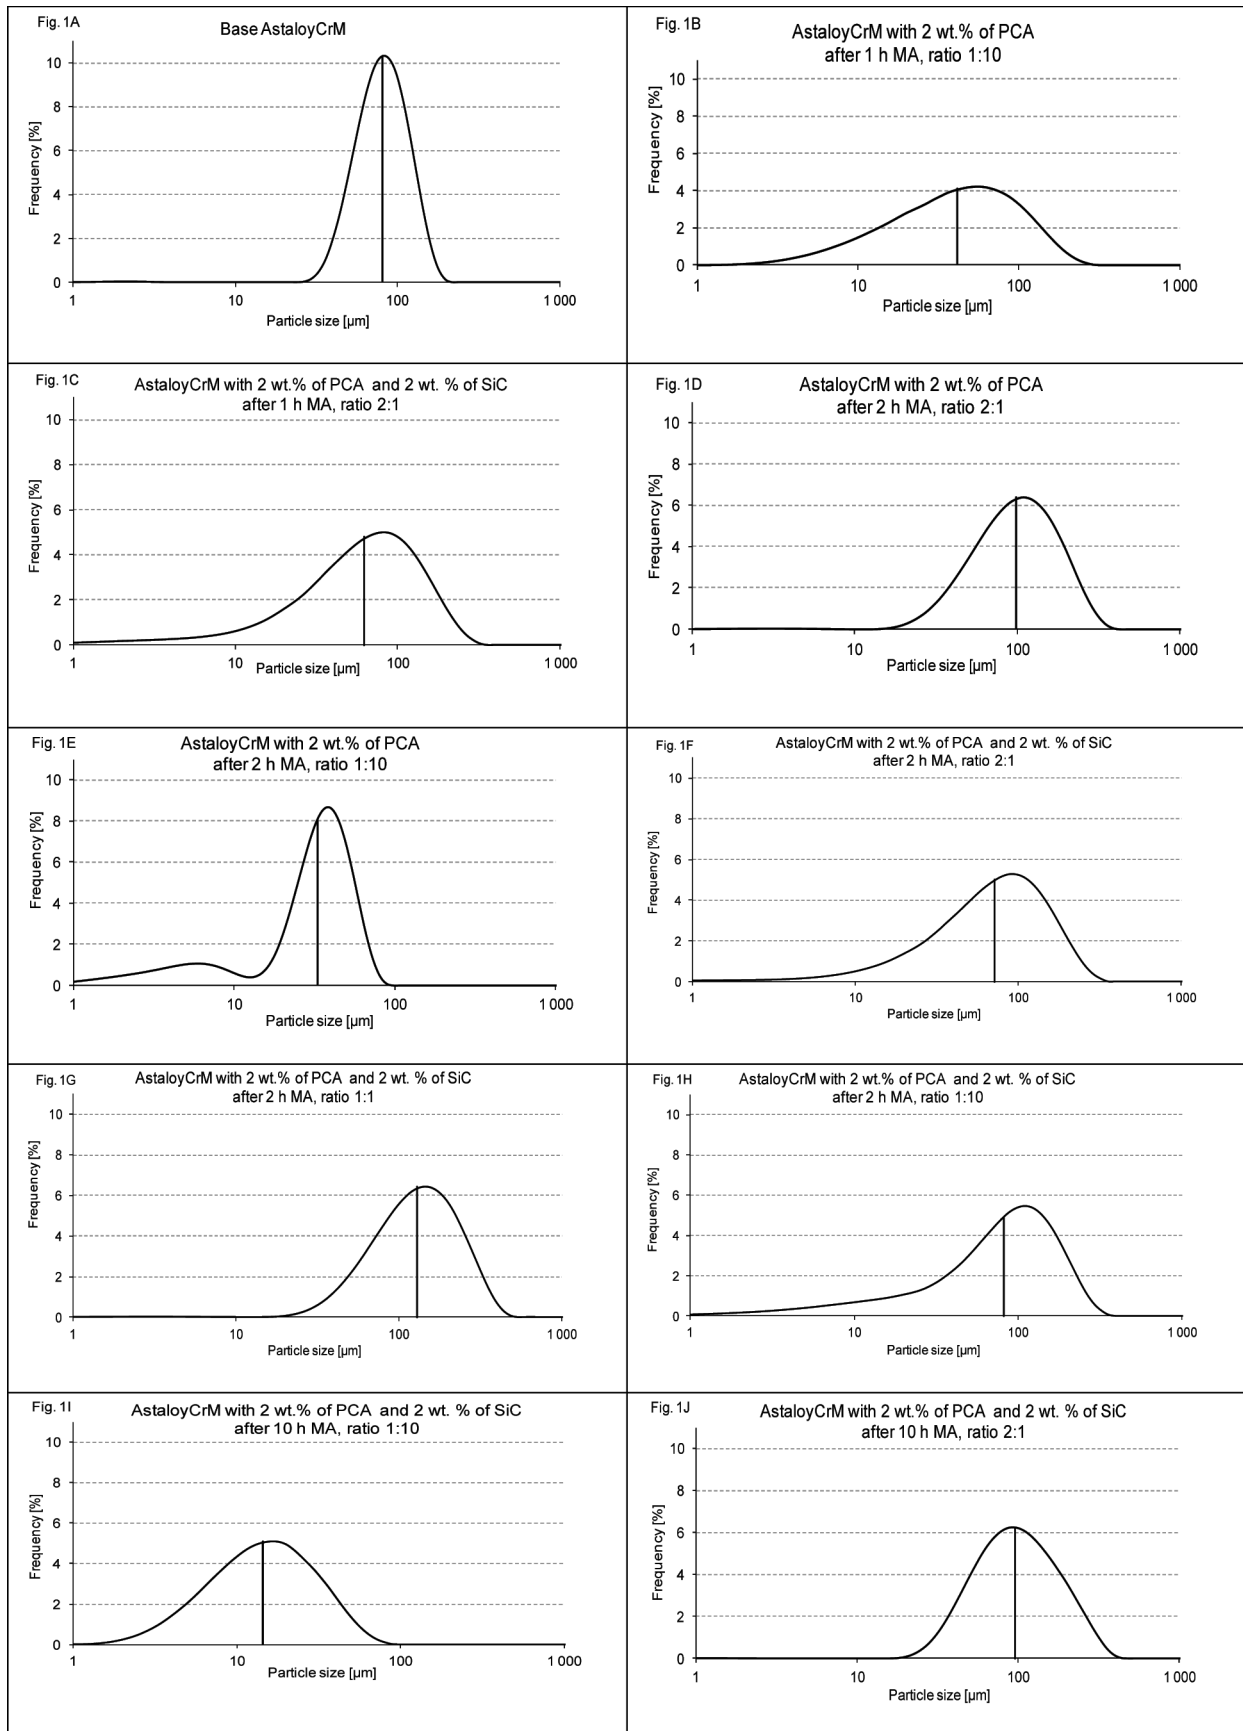 Fig. 1A
Base AstaloyCrM
Frequency [%]
10
8
6
4
2
0
1
10
100
1 000
Particle size [µm]
Fig. 1B
AstaloyCrM with 2 wt.% of PCA
after 1 h MA, ratio 1:10
Frequency [%]
10
8
6
4
2
0
1
10
100
1 000
Particle size [µm]
Fig. 1C
AstaloyCrM with 2 wt.% of PCA and 2 wt. % of SiC
after 1 h MA, ratio 2:1
Frequency [%]
10
8
6
4
2
0
1
10
100
1 000
Particle size [µm]
Fig. 1D
AstaloyCrM with 2 wt.% of PCA
after 2 h MA, ratio 2:1
Frequency [%]
10
8
6
4
2
0
1
10
100
1 000
Particle size [µm]
Fig. 1E
AstaloyCrM with 2 wt.% of PCA
after 2 h MA, ratio 1:10
Frequency [%]
10
8
6
4
2
0
1
10
100
1 000
Particle size [µm]
Fig. 1F
AstaloyCrM with 2 wt.% of PCA and 2 wt. % of SiC
after 2 h MA, ratio 2:1
Frequency [%]
10
8
6
4
2
0
1
10
100
1 000
Particle size [µm]
Fig. 1G
AstaloyCrM with 2 wt.% of PCA and 2 wt. % of SiC
after 2 h MA, ratio 1:1
Frequency [%]
10
8
6
4
2
0
1
10
100
1 000
Particle size [µm]
Fig. 1H
AstaloyCrM with 2 wt.% of PCA and 2 wt. % of SiC
after 2 h MA, ratio 1:10
Frequency [%]
10
8
6
4
2
0
1
10
100
1 000
Particle size [µm]
Fig. 1I
AstaloyCrM with 2 wt.% of PCA and 2 wt. % of SiC
after 10 h MA, ratio 1:10
Frequency [%]
10
8
6
4
2
0
1
10
100
1 000
Particle size [µm]
Fig. 1J
AstaloyCrM with 2 wt.% of PCA and 2 wt. % of SiC
after 10 h MA, ratio 2:1
Frequency [%]
10
8
6
4
2
0
1
10
100
1 000
Particle size [µm]